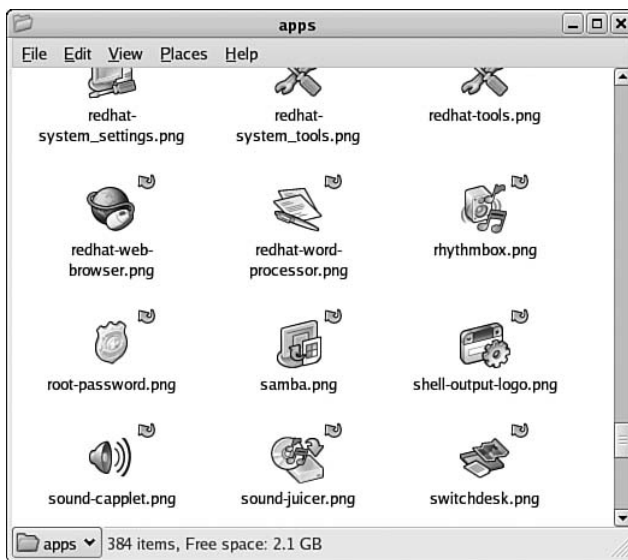 apps
File Edit View Places Help
redhat-
system_settings.png
redhat-
system_tools.png
redhat-tools.png
redhat-web-
browser.png
redhat-word-
processor.png
rhythmbox.png
root-password.png
samba.png
shell-output-logo.png
sound-capplet.png
sound-juicer.png
switchdesk.png
apps 384 items, Free space: 2.1 GB